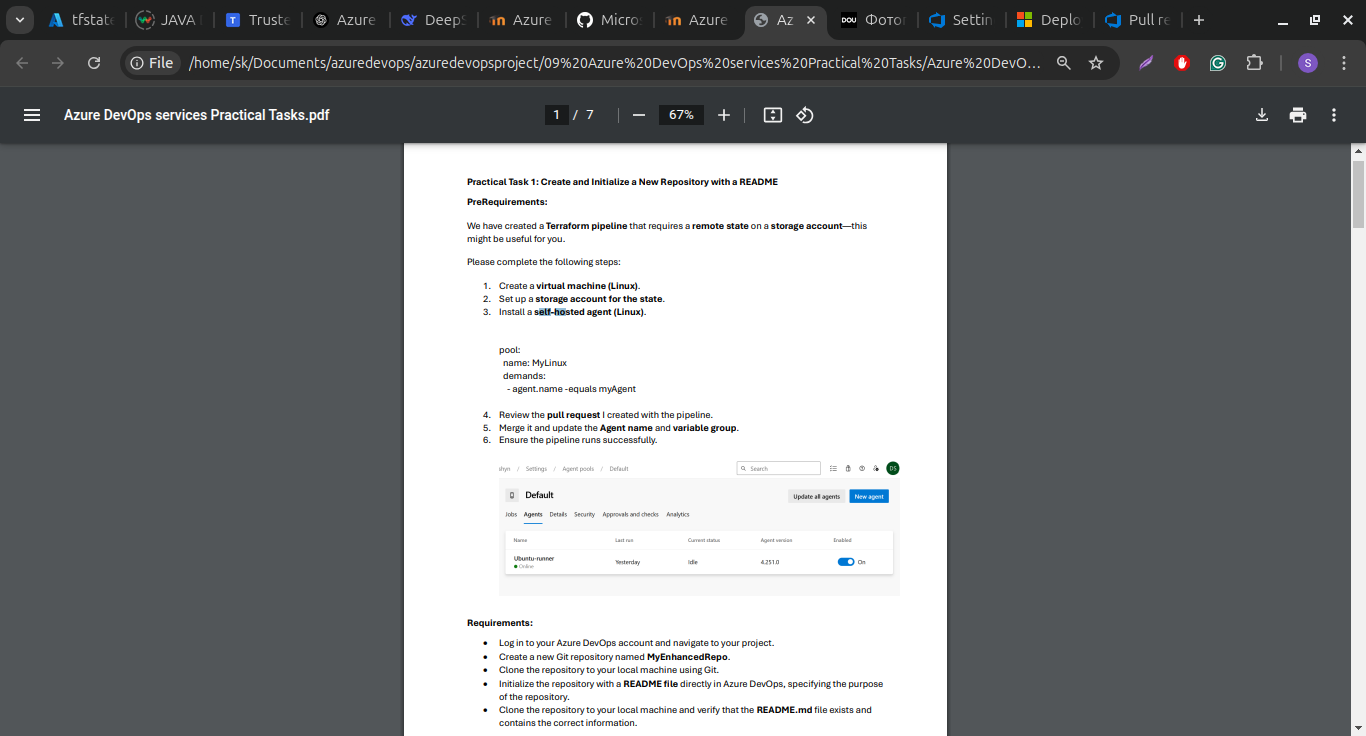 tfstate
JAVA
Truste
Azure
DeepS
Azure
Micros
Azure
Az
DOU
Фотог
Settin
Deplo
Pull re
File
/home/sk/Documents/azuredevops/azuredevopsproject/09%20Azure%20DevOps%20services%20Practical%20Tasks/Azure%20DevO...
S
Azure DevOps services Practical Tasks.pdf
1 / 7
67%
Practical Task 1: Create and Initialize a New Repository with a README
PreRequirements:
We have created a Terraform pipeline that requires a remote state on a storage account—this
might be useful for you.
Please complete the following steps:
1. Create a virtual machine (Linux).
2. Set up a storage account for the state.
3. Install a self-hosted agent (Linux).
pool:
name: MyLinux
demands:
- agent.name -equals myAgent
4. Review the pull request I created with the pipeline.
5. Merge it and update the Agent name and variable group.
6. Ensure the pipeline runs successfully.
shyn / Settings / Agent pools / Default
Search
DS
Default
Update all agents
New agent
Jobs Agents Details Security Approvals and checks Analytics
Name Last run Current status Agent version Enabled
Ubuntu-runner
Online
Yesterday Idle 4.251.0 On
Requirements:
• Log in to your Azure DevOps account and navigate to your project.
• Create a new Git repository named MyEnhancedRepo.
• Clone the repository to your local machine using Git.
• Initialize the repository with a README file directly in Azure DevOps, specifying the purpose
of the repository.
• Clone the repository to your local machine and verify that the README.md file exists and
contains the correct information.